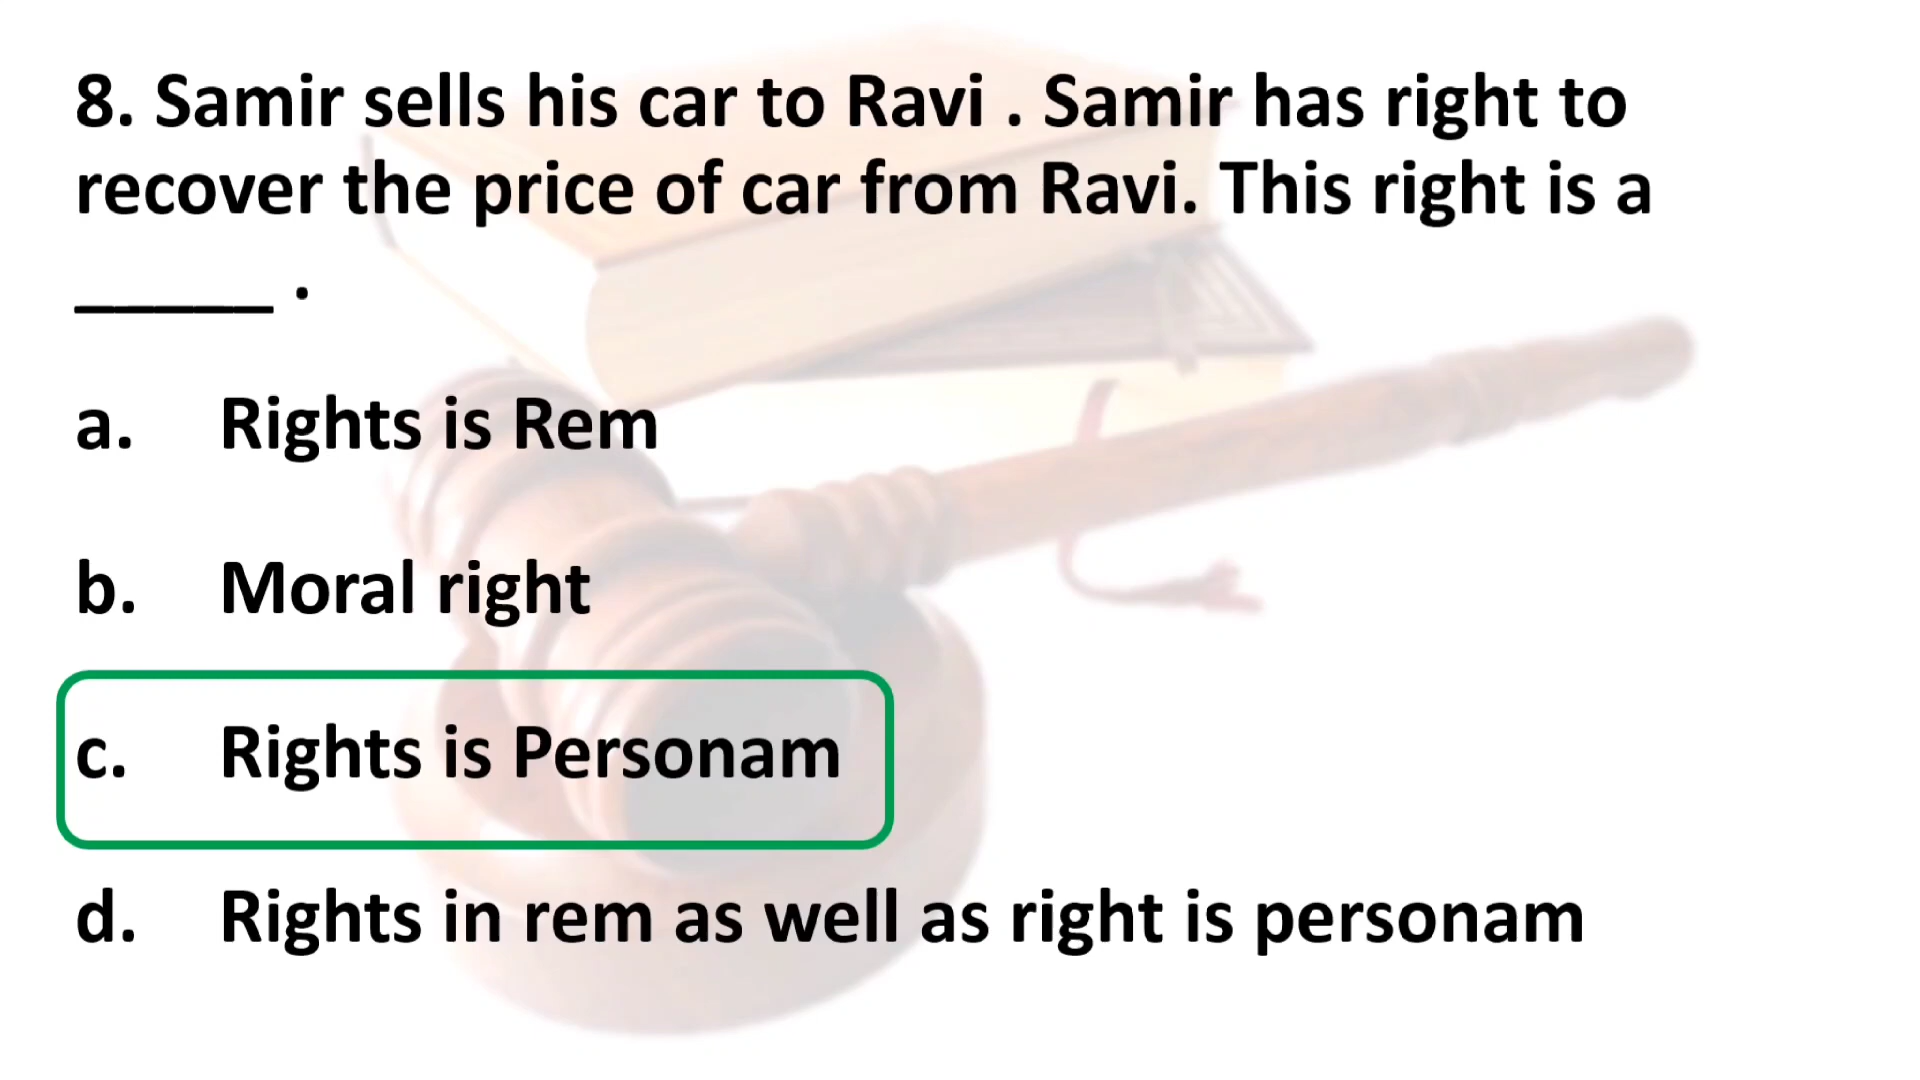 8. Samir sells his car to Ravi . Samir has right to
recover the price of car from Ravi. This right is a
_____ .
a. Rights is Rem
b. Moral right
c. Rights is Personam
d. Rights in rem as well as right is personam